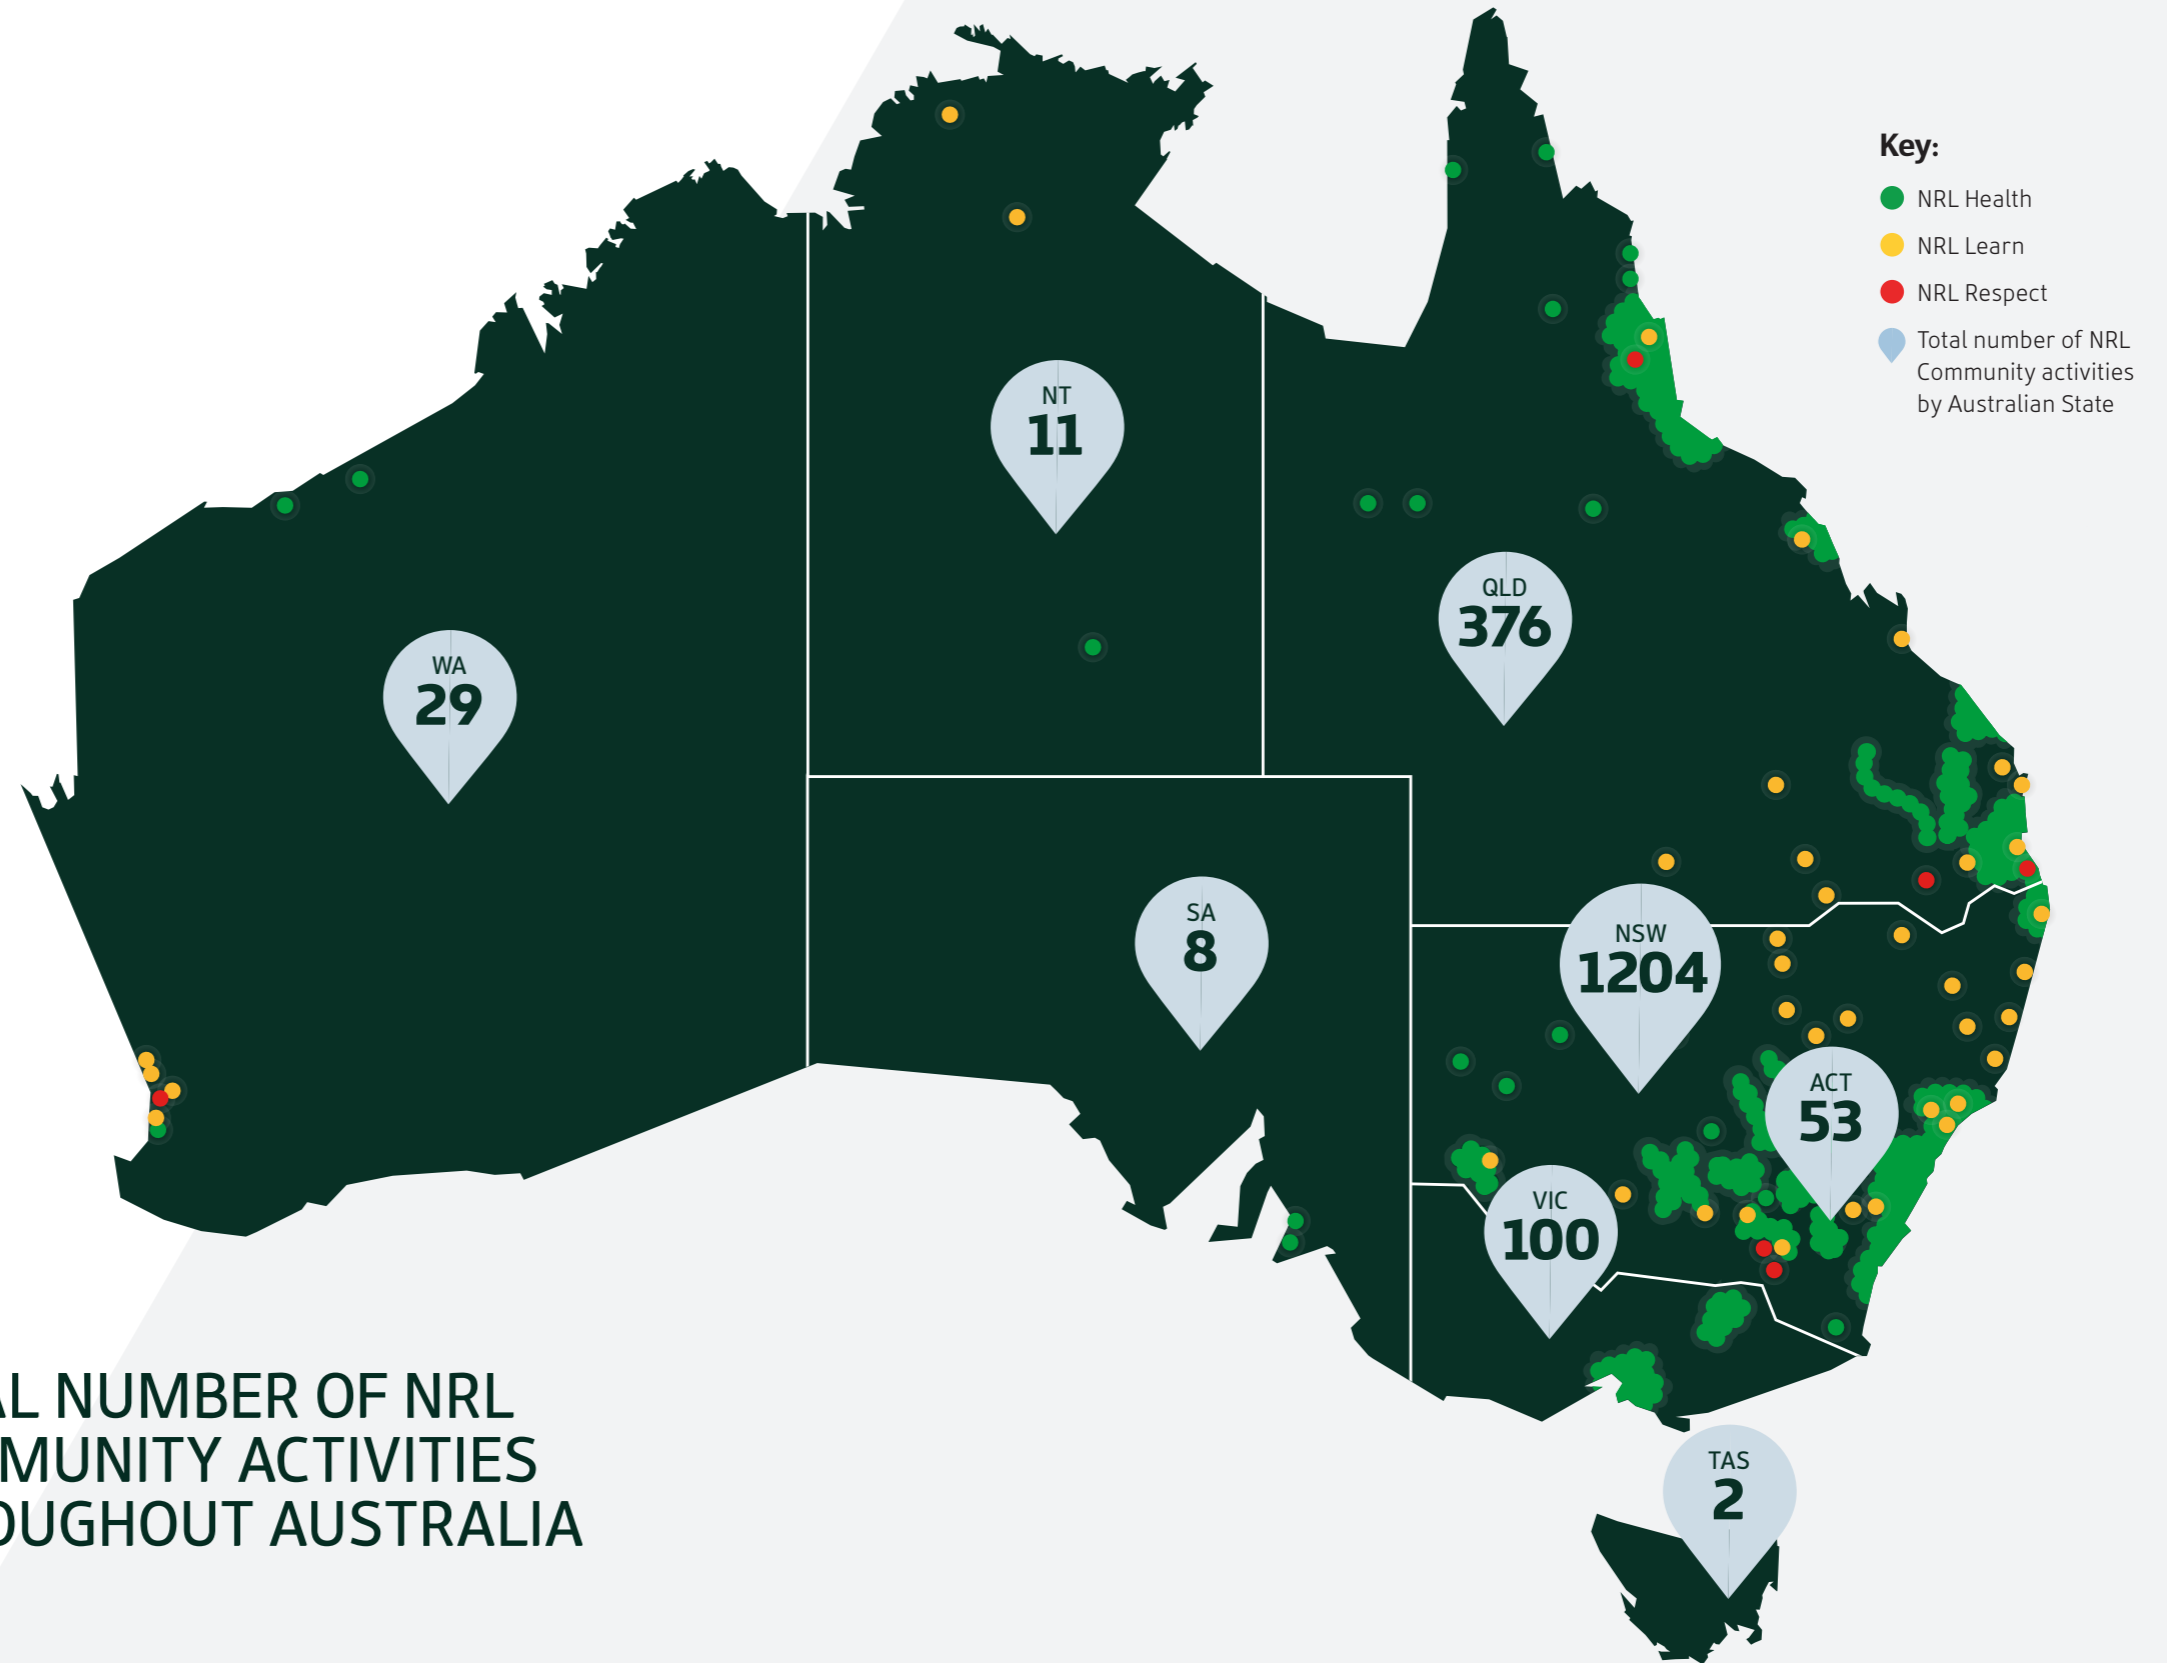 Key:
NRL Health
NRL Learn
NRL Respect
Total number of NRL
Community activities
by Australian State
NT
11
QLD
376
WA
29
SA
8
NSW
1204
ACT
53
VIC
100
TAS
2
AL NUMBER OF NRL
MUNITY ACTIVITIES
OUGHOUT AUSTRALIA